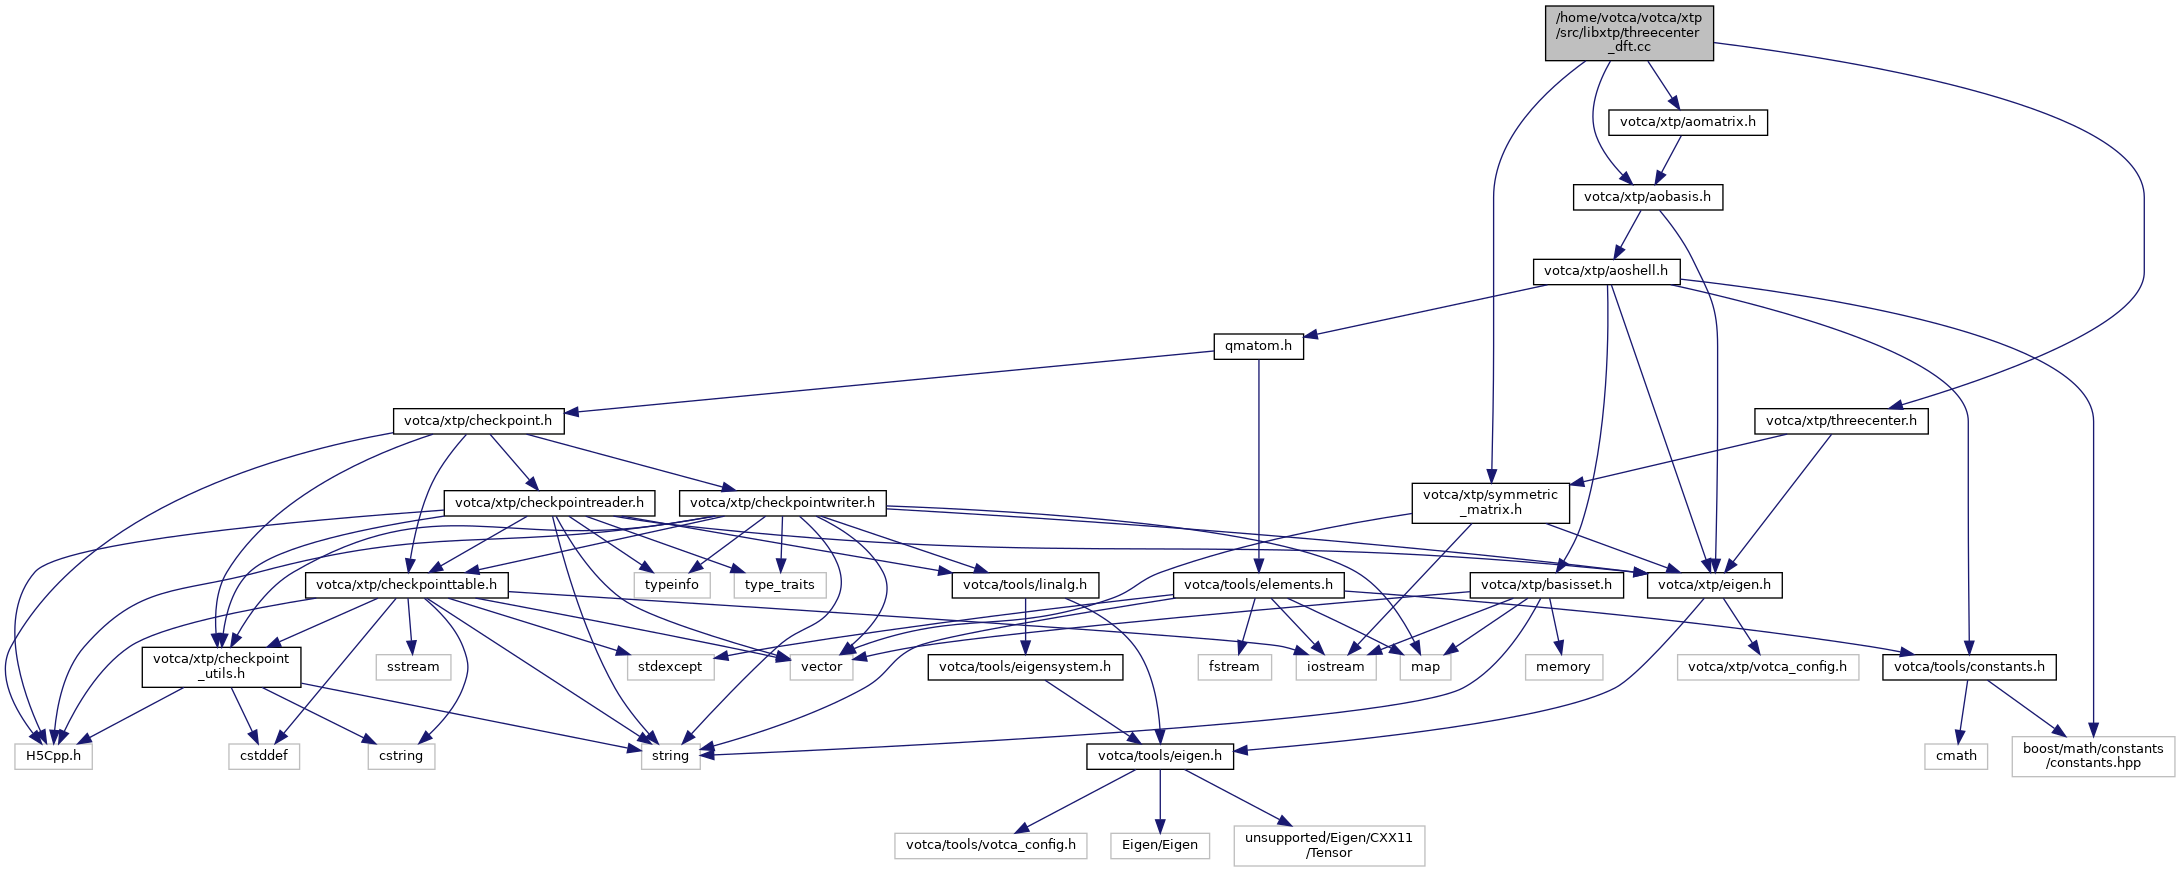 /home/votca/votca/xtp
/src/libxtp/threecenter
_dft.cc
votca/xtp/aomatrix.h
votca/xtp/aobasis.h
votca/xtp/aoshell.h
qmatom.h
votca/xtp/checkpoint.h
votca/xtp/threecenter.h
votca/xtp/checkpointreader.h
votca/xtp/checkpointwriter.h
votca/xtp/symmetric
_matrix.h
votca/xtp/checkpointtable.h
typeinfo
type_traits
votca/tools/linalg.h
votca/tools/elements.h
votca/xtp/basisset.h
votca/xtp/eigen.h
votca/xtp/checkpoint
_utils.h
sstream
stdexcept
vector
votca/tools/eigensystem.h
fstream
iostream
map
memory
votca/xtp/votca_config.h
votca/tools/constants.h
H5Cpp.h
cstddef
cstring
string
votca/tools/eigen.h
cmath
boost/math/constants
/constants.hpp
votca/tools/votca_config.h
Eigen/Eigen
unsupported/Eigen/CXX11
/Tensor